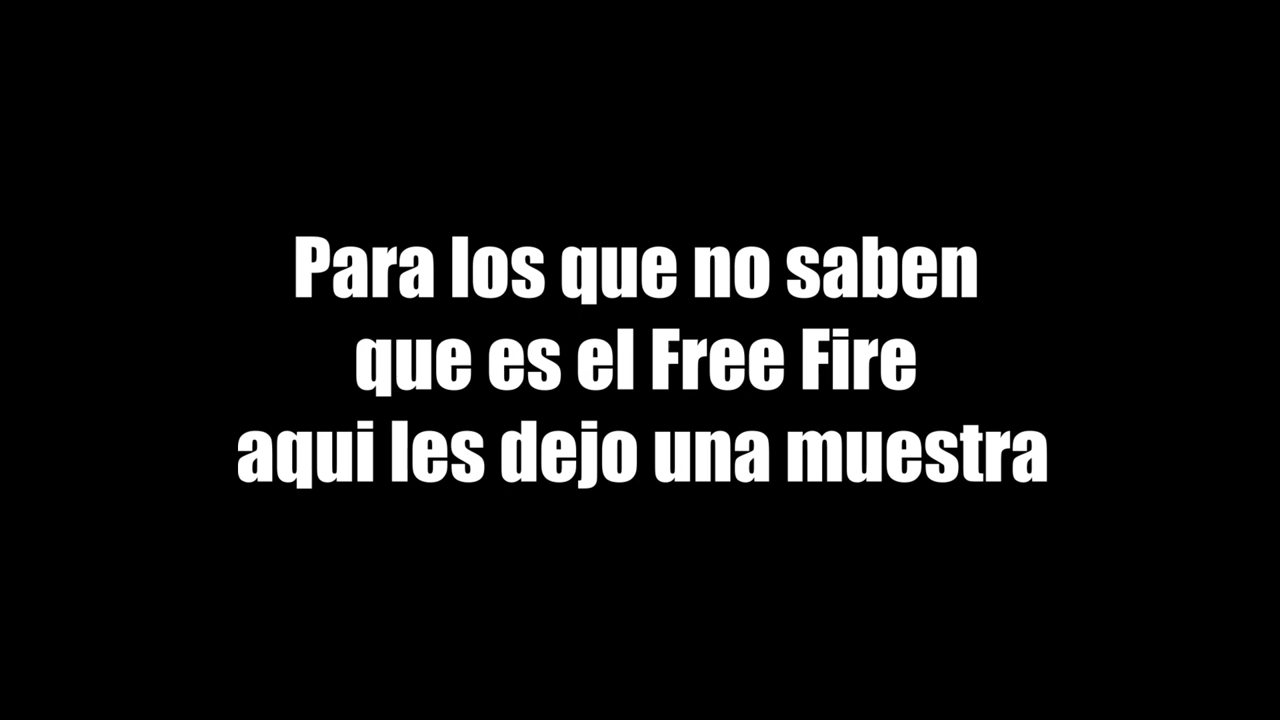 Para los que no saben
que es el Free Fire
aqui les dejo una muestra